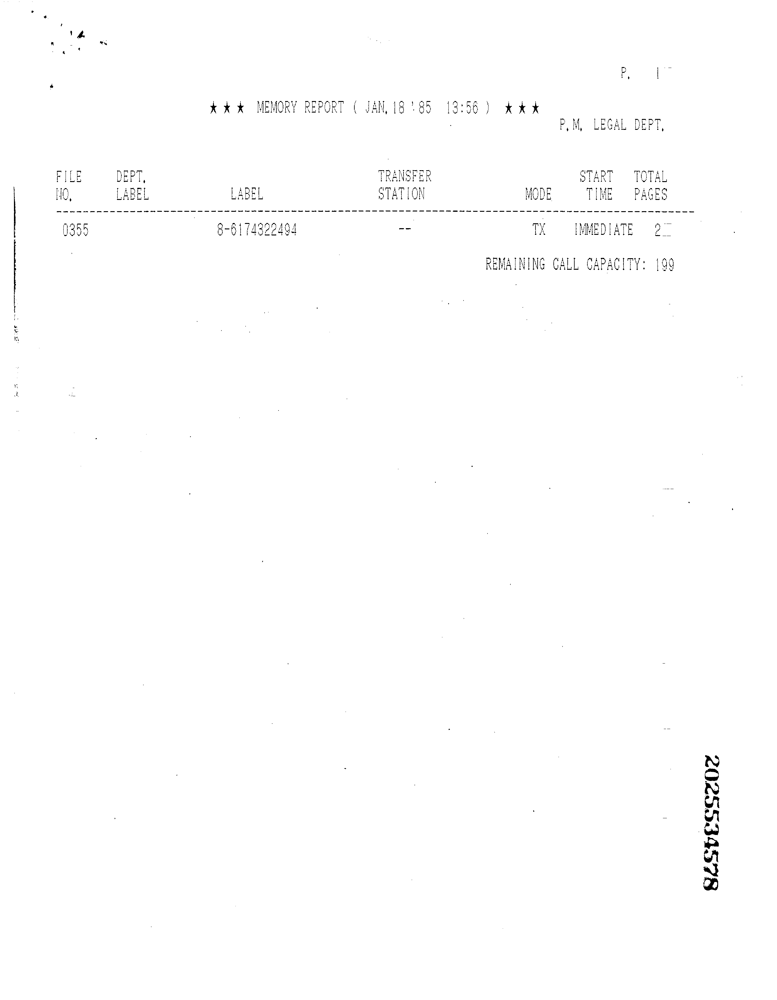 P. 1
★ ★ ★ MEMORY REPORT ( JAN.18 '85 13:56 ) ★ ★ ★
P.M. LEGAL DEPT.
FILE DEPT. TRANSFER START TOTAL
NO. LABEL LABEL STATION MODE TIME PAGES
0355 8-6174322494 -- TX IMMEDIATE 2
REMAINING CALL CAPACITY: 199
2025534578